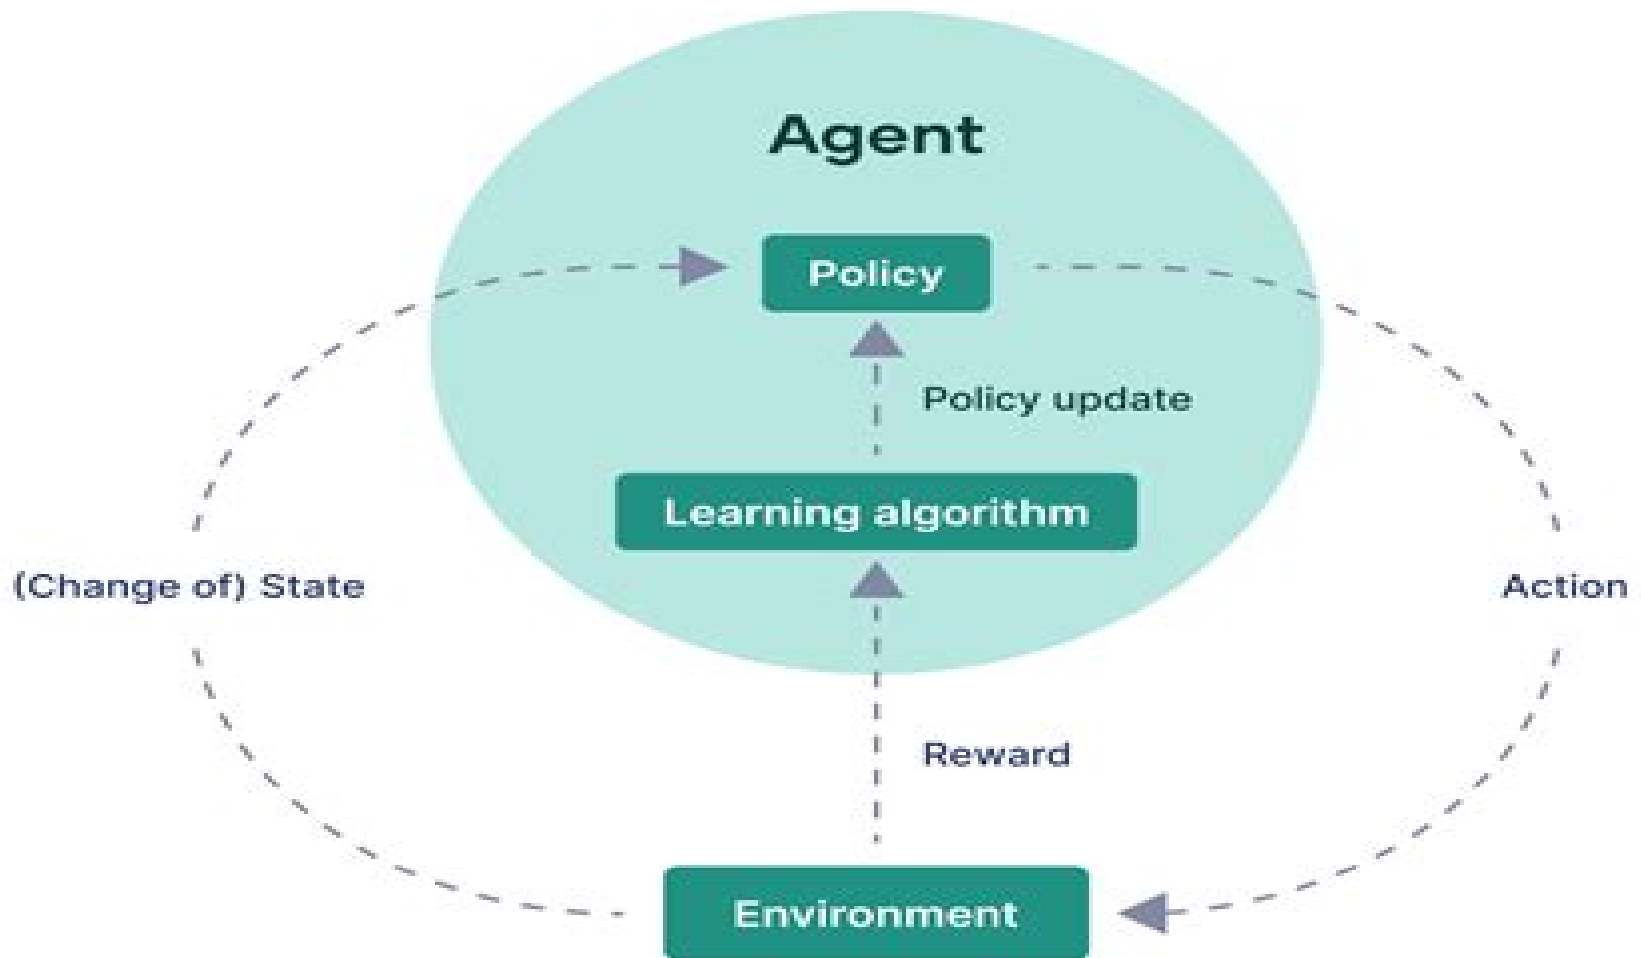 Agent
Policy
Policy update
Learning algorithm
(Change of) State
Action
Reward
Environment